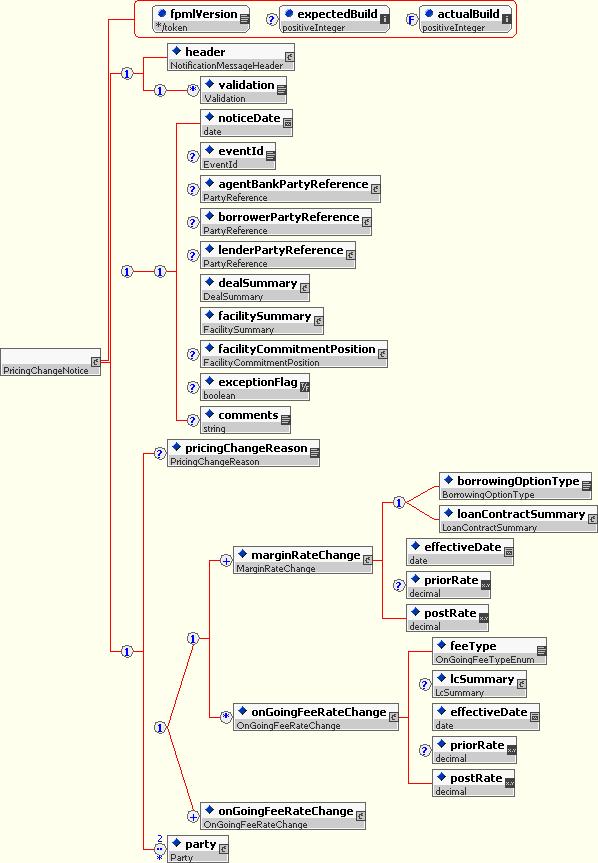 fpmlVersion
*/token
?
expectedBuild
positiveInteger
F
actualBuild
positiveInteger
1
header
NotificationMessageHeader
1
*
validation
Validation
noticeDate
date
?
eventId
EventId
?
agentBankPartyReference
PartyReference
?
borrowerPartyReference
PartyReference
?
lenderPartyReference
PartyReference
1
1
dealSummary
DealSummary
facilitySummary
FacilitySummary
PricingChangeNotice
?
facilityCommitmentPosition
FacilityCommitmentPosition
?
exceptionFlag
boolean
?
comments
string
?
pricingChangeReason
PricingChangeReason
1
borrowingOptionType
BorrowingOptionType
loanContractSummary
LoanContractSummary
+
marginRateChange
MarginRateChange
effectiveDate
date
?
priorRate
decimal
postRate
decimal
1
1
feeType
OnGoingFeeTypeEnum
?
lcSummary
LcSummary
1
*
onGoingFeeRateChange
OnGoingFeeRateChange
effectiveDate
date
?
priorRate
decimal
postRate
decimal
+
onGoingFeeRateChange
OnGoingFeeRateChange
2
..
*
party
Party